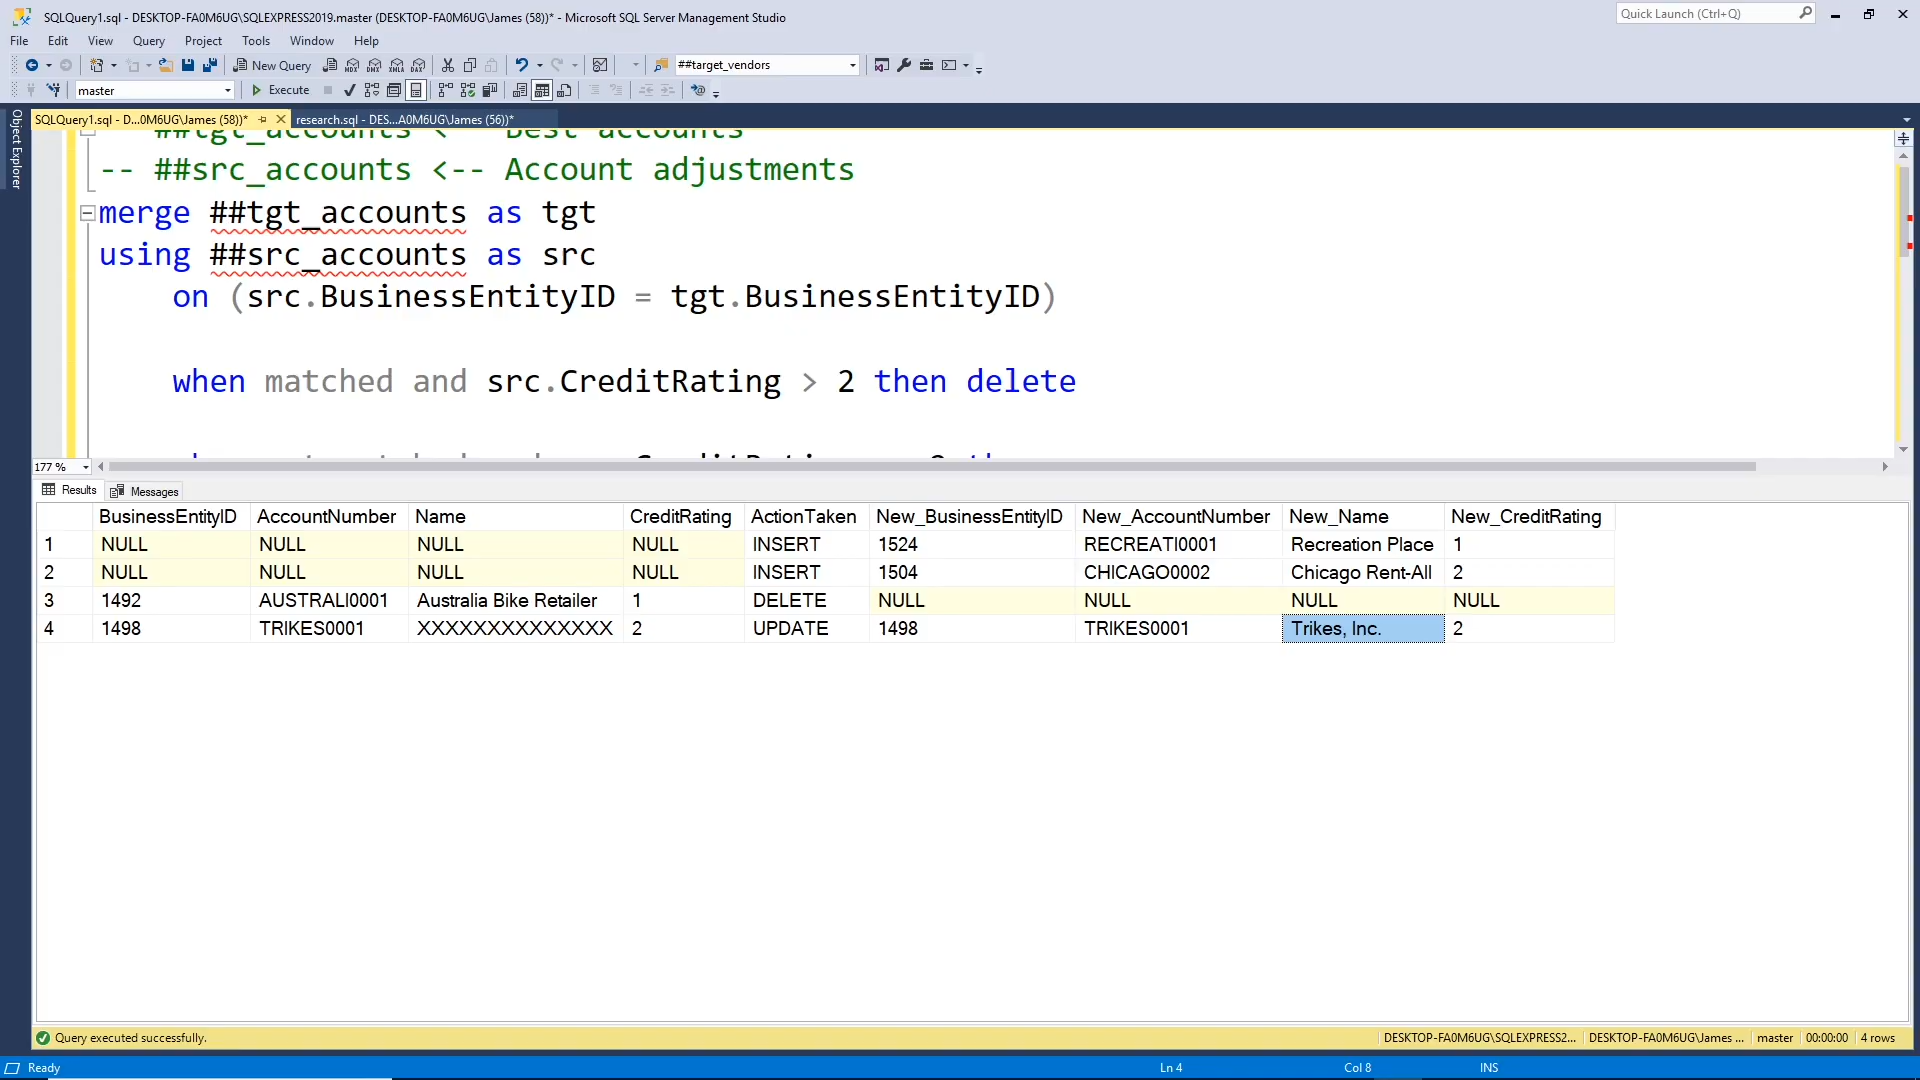 SQLQuery1.sql - DESKTOP-FA0M6UG\SQLEXPRESS2019.master (DESKTOP-FA0M6UG\James (58))* - Microsoft SQL Server Management Studio
Quick Launch (Ctrl+Q)
File Edit View Query Project Tools Window Help
New Query
##target_vendors
master
Execute
Object Explorer
SQLQuery1.sql - D...0M6UG\James (58))*
research.sql - DES...A0M6UG\James (56))*
##tgt_accounts <-- Best accounts
-- ##src_accounts <-- Account adjustments
merge ##tgt_accounts as tgt
using ##src_accounts as src
on (src.BusinessEntityID = tgt.BusinessEntityID)
when matched and src.CreditRating > 2 then delete
177 %
Results Messages
BusinessEntityID AccountNumber Name CreditRating ActionTaken New_BusinessEntityID New_AccountNumber New_Name New_CreditRating
1 NULL NULL NULL NULL INSERT 1524 RECREATI0001 Recreation Place 1
2 NULL NULL NULL NULL INSERT 1504 CHICAGO0002 Chicago Rent-All 2
3 1492 AUSTRALI0001 Australia Bike Retailer 1 DELETE NULL NULL NULL NULL
4 1498 TRIKES0001 XXXXXXXXXXXXXX 2 UPDATE 1498 TRIKES0001 Trikes, Inc. 2
Query executed successfully.
DESKTOP-FA0M6UG\SQLEXPRESS2... DESKTOP-FA0M6UG\James ... master 00:00:00 4 rows
Ready
Ln 4
Col 8
INS